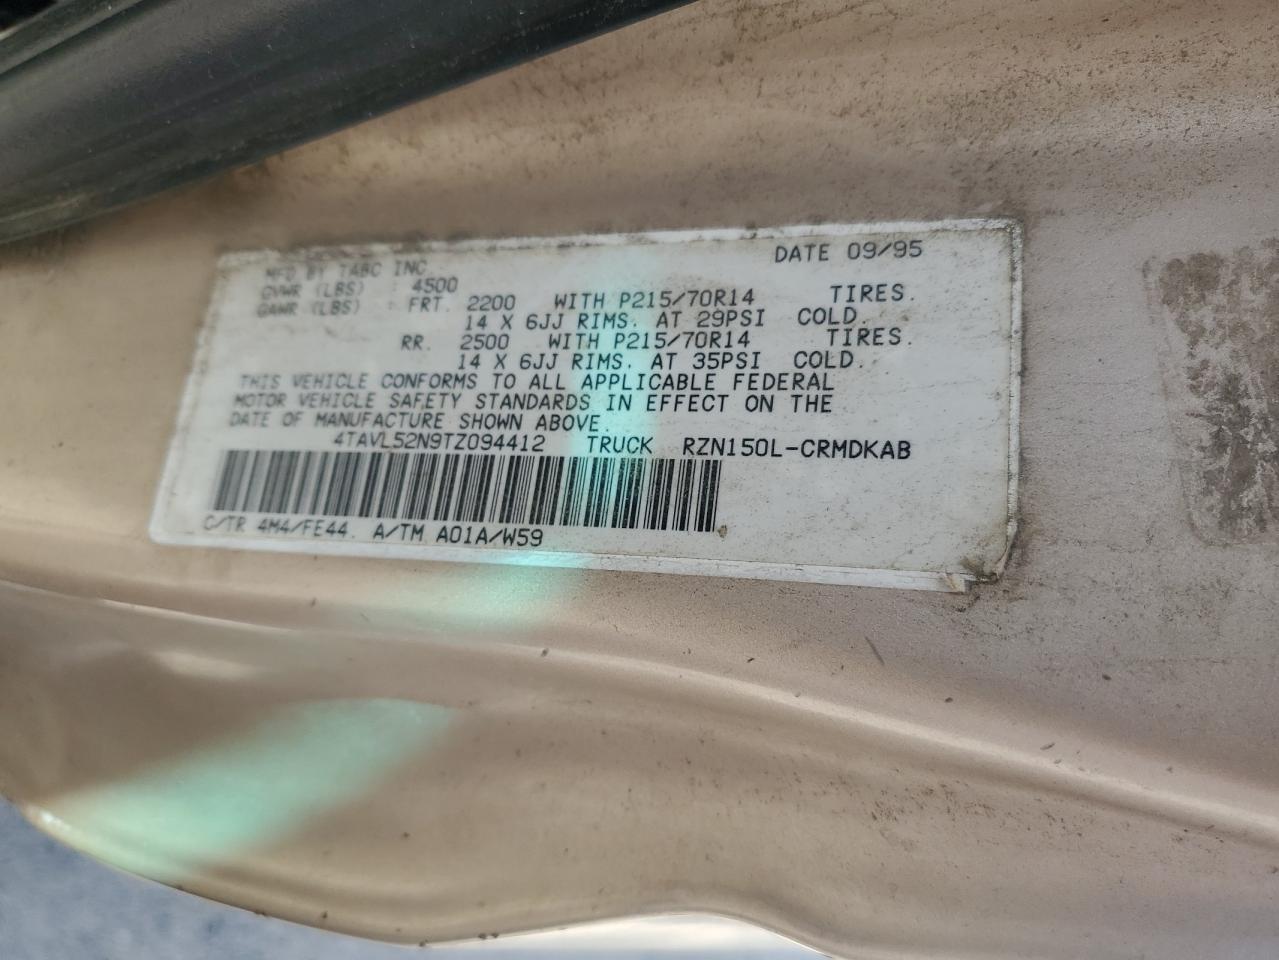 MFD BY TABC INC DATE 09/95
GVWR (LBS) : 4500
GAWR (LBS) : FRT. 2200 WITH P215/70R14 TIRES.
14 X 6JJ RIMS. AT 29PSI COLD.
RR. 2500 WITH P215/70R14 TIRES.
14 X 6JJ RIMS. AT 35PSI COLD.
THIS VEHICLE CONFORMS TO ALL APPLICABLE FEDERAL
MOTOR VEHICLE SAFETY STANDARDS IN EFFECT ON THE
DATE OF MANUFACTURE SHOWN ABOVE.
4TAVL52N9TZ094412 TRUCK RZN150L-CRMDKAB
C/TR 4M4/FE44. A/TM A01A/W59